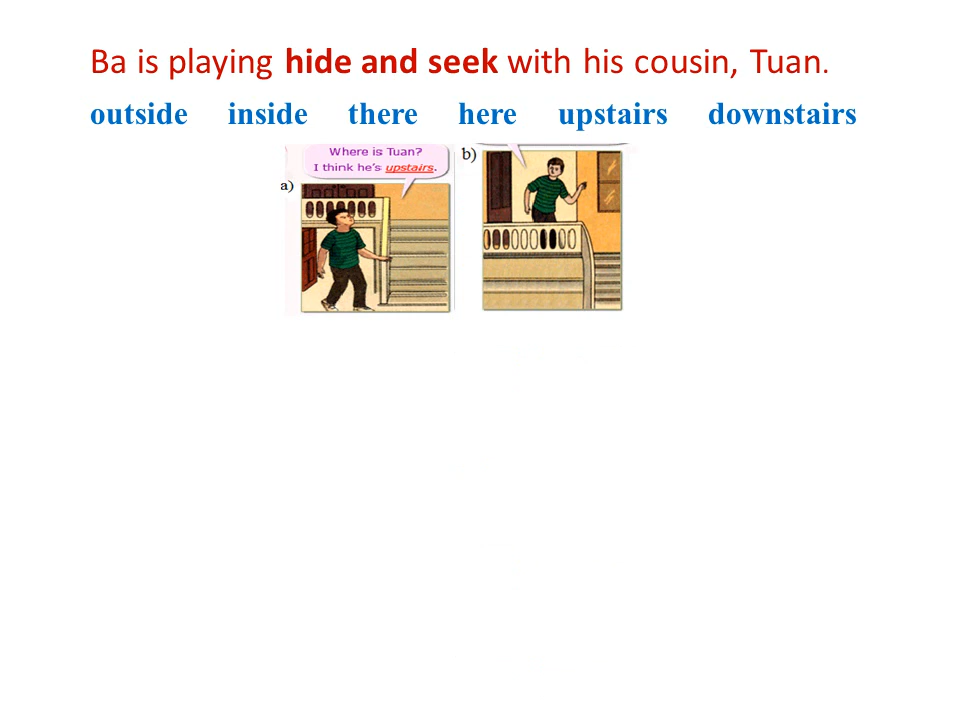 Ba is playing hide and seek with his cousin, Tuan.
outside inside there here upstairs downstairs
Where is Tuan?
I think he's upstairs.
a)
b)